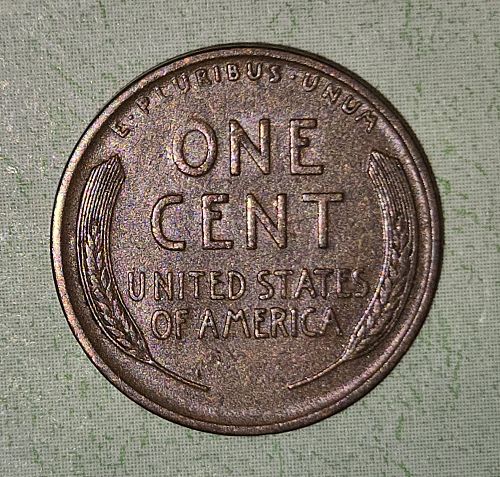 E · PLURIBUS · UNUM
ONE
CENT
UNITED STATES
OF AMERICA